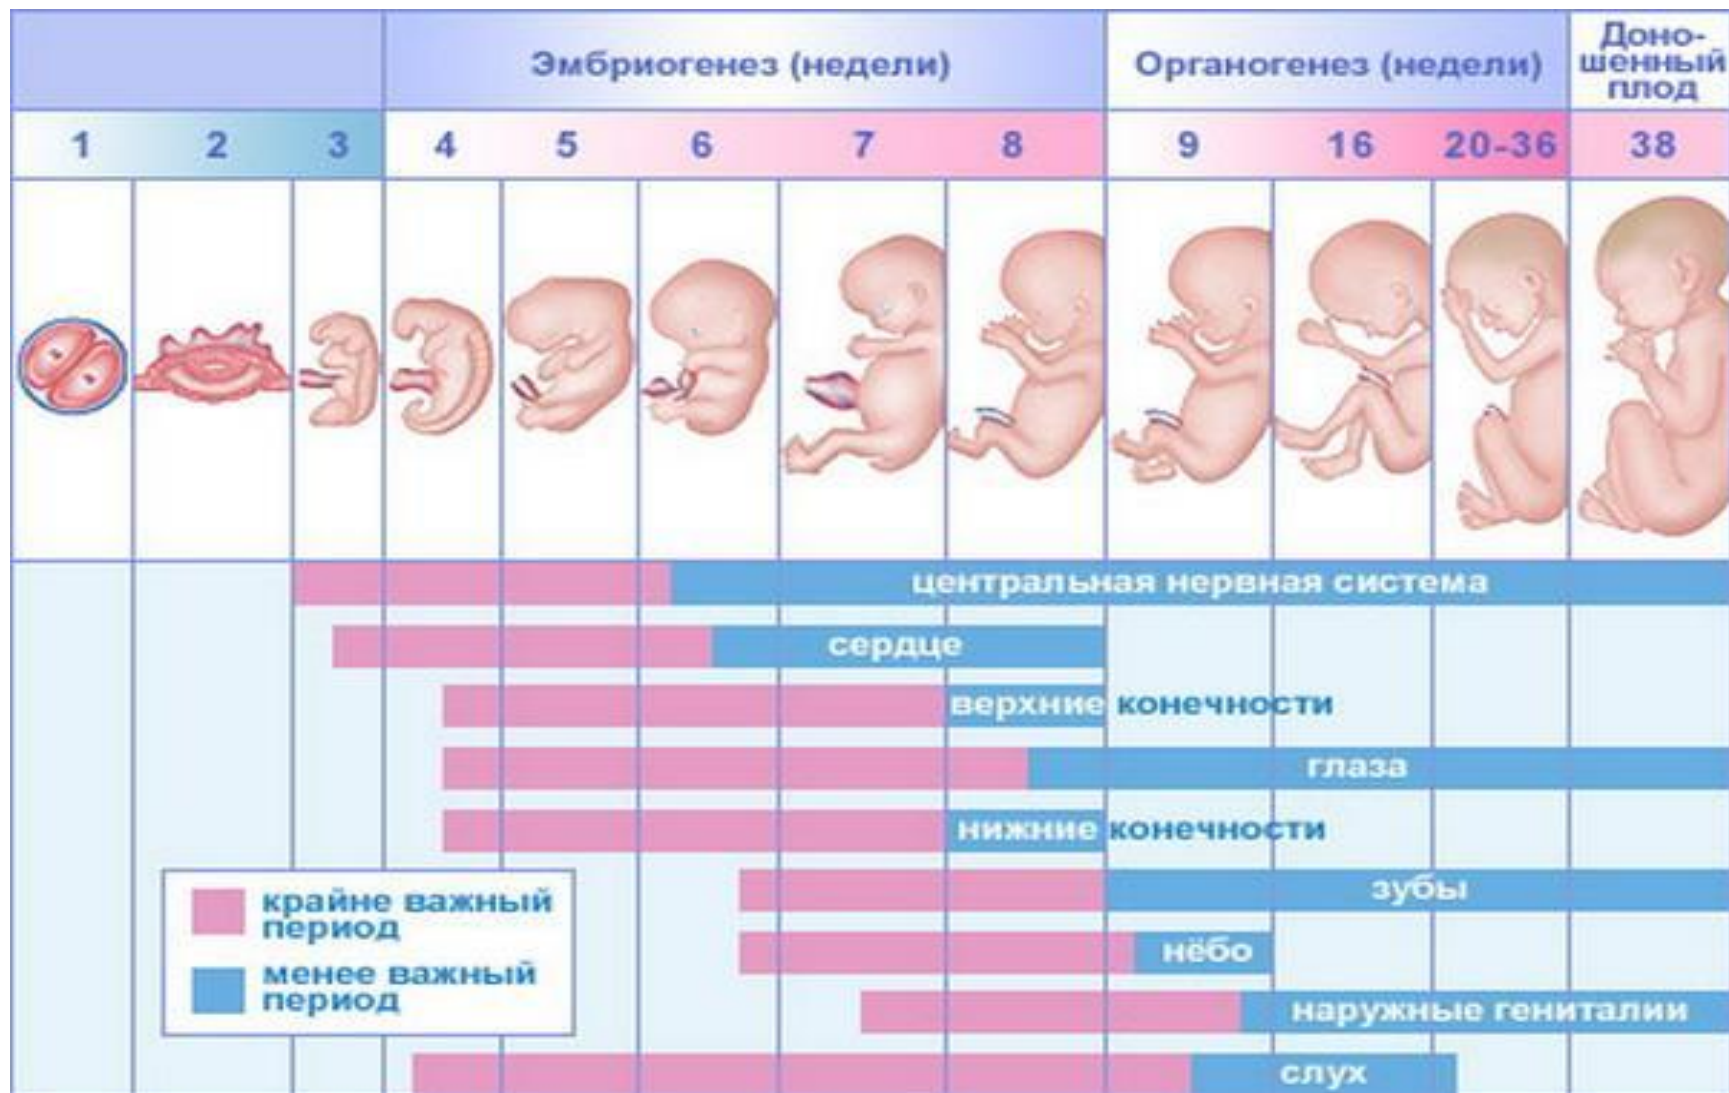 Эмбриогенез (недели)
Органогенез (недели)
Доно-
шенный
плод
1 2 3 4 5 6 7 8 9 16 20-36 38
центральная нервная система
сердце
верхние конечности
глаза
нижние конечности
зубы
крайне важный
период
нёбо
менее важный
период
наружные гениталии
слух